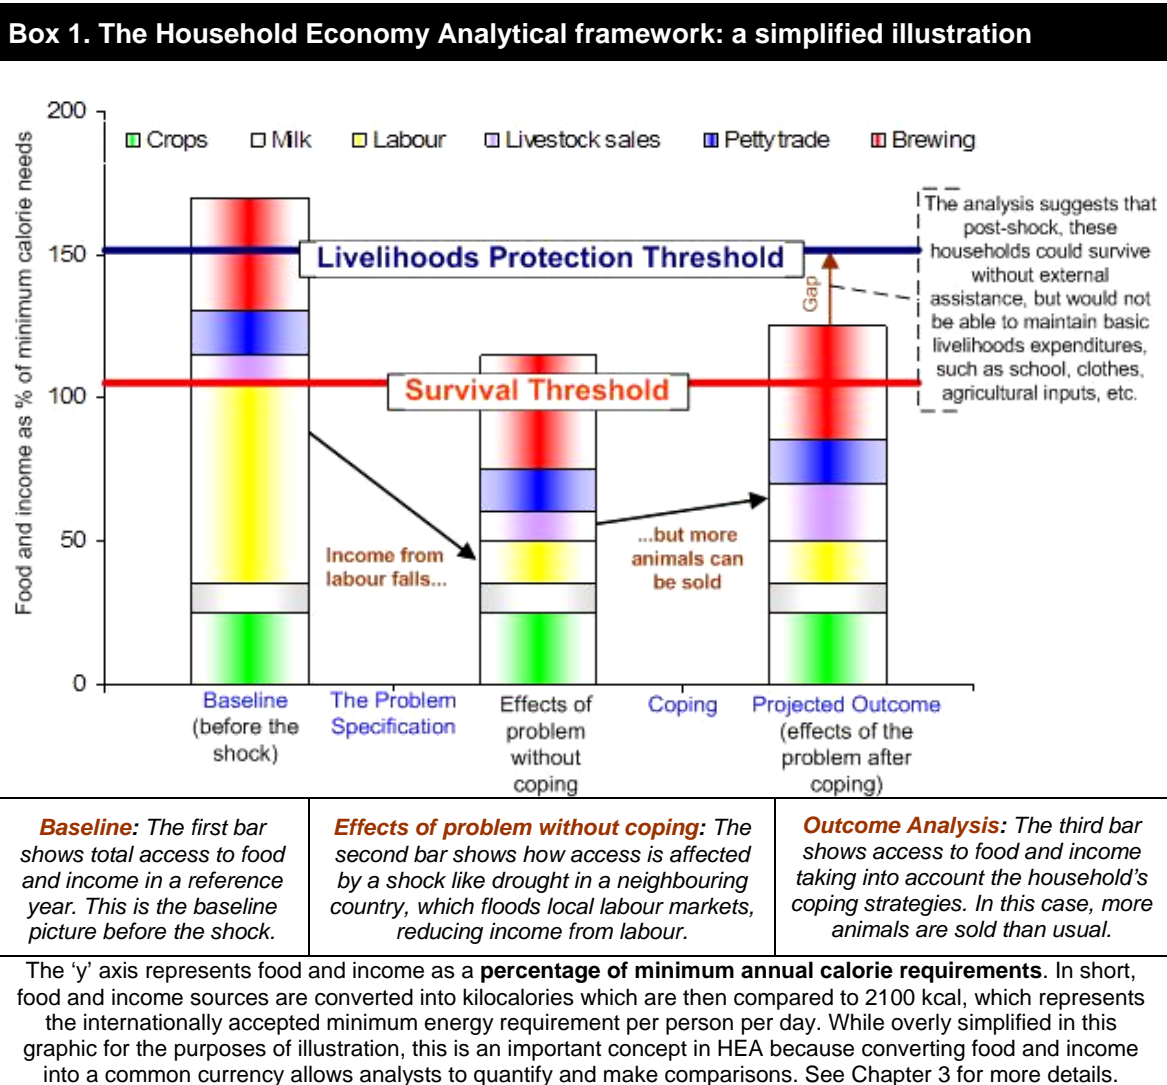 Box 1. The Household Economy Analytical framework: a simplified illustration
Food and income as % of minimum calorie needs
200
150
100
50
0
Crops Milk Labour Livestock sales Petty trade Brewing
Livelihoods Protection Threshold
Survival Threshold
Gap
The analysis suggests that
post-shock, these
households could survive
without external
assistance, but would not
be able to maintain basic
livelihoods expenditures,
such as school, clothes,
agricultural inputs, etc.
Income from
labour falls...
...but more
animals can
be sold
Baseline
(before the
shock)
The Problem
Specification
Effects of
problem
without
coping
Coping
Projected Outcome
(effects of the
problem after
coping)
Baseline: The first bar
shows total access to food
and income in a reference
year. This is the baseline
picture before the shock.
Effects of problem without coping: The
second bar shows how access is affected
by a shock like drought in a neighbouring
country, which floods local labour markets,
reducing income from labour.
Outcome Analysis: The third bar
shows access to food and income
taking into account the household’s
coping strategies. In this case, more
animals are sold than usual.
The ‘y’ axis represents food and income as a percentage of minimum annual calorie requirements. In short,
food and income sources are converted into kilocalories which are then compared to 2100 kcal, which represents
the internationally accepted minimum energy requirement per person per day. While overly simplified in this
graphic for the purposes of illustration, this is an important concept in HEA because converting food and income
into a common currency allows analysts to quantify and make comparisons. See Chapter 3 for more details.